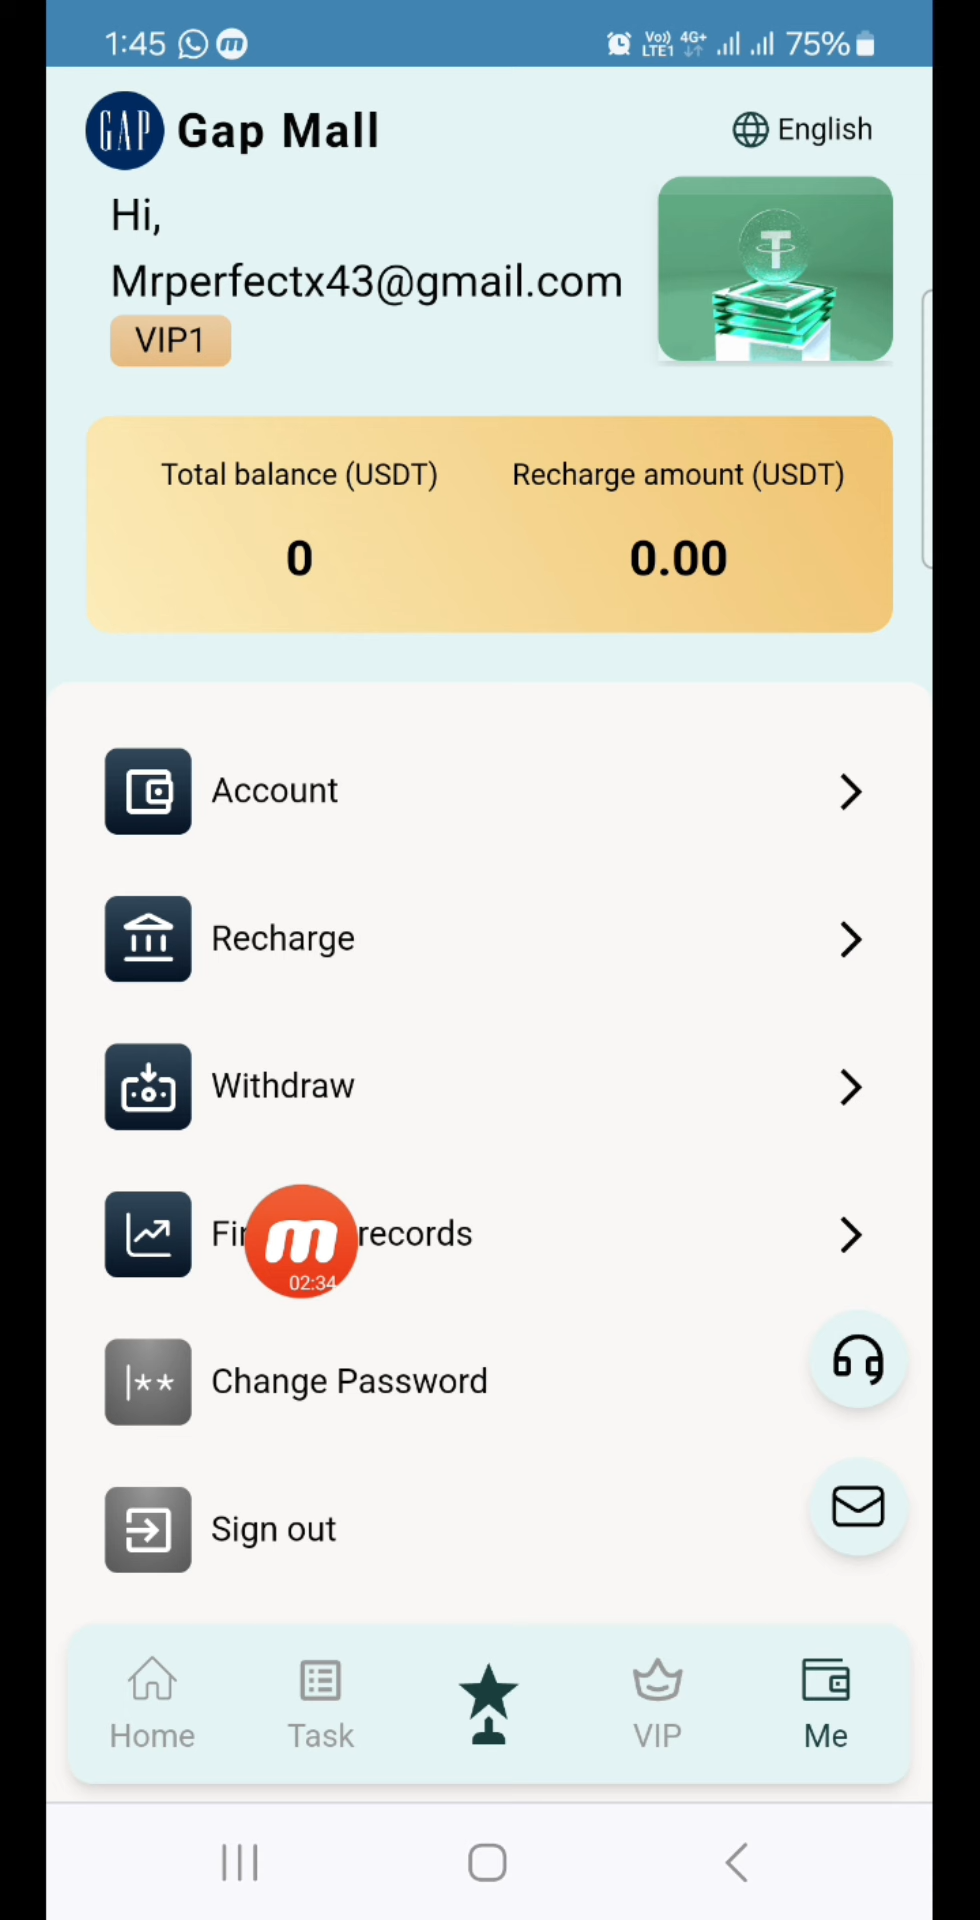 1:45
Vo)) 4G+
LTE1
75%
GAP Gap Mall
English
Hi,
Mrperfectx43@gmail.com
VIP1
Total balance (USDT) Recharge amount (USDT)
0 0.00
Account
Recharge
Withdraw
records
02:34
|**
Change Password
Sign out
Home Task VIP Me